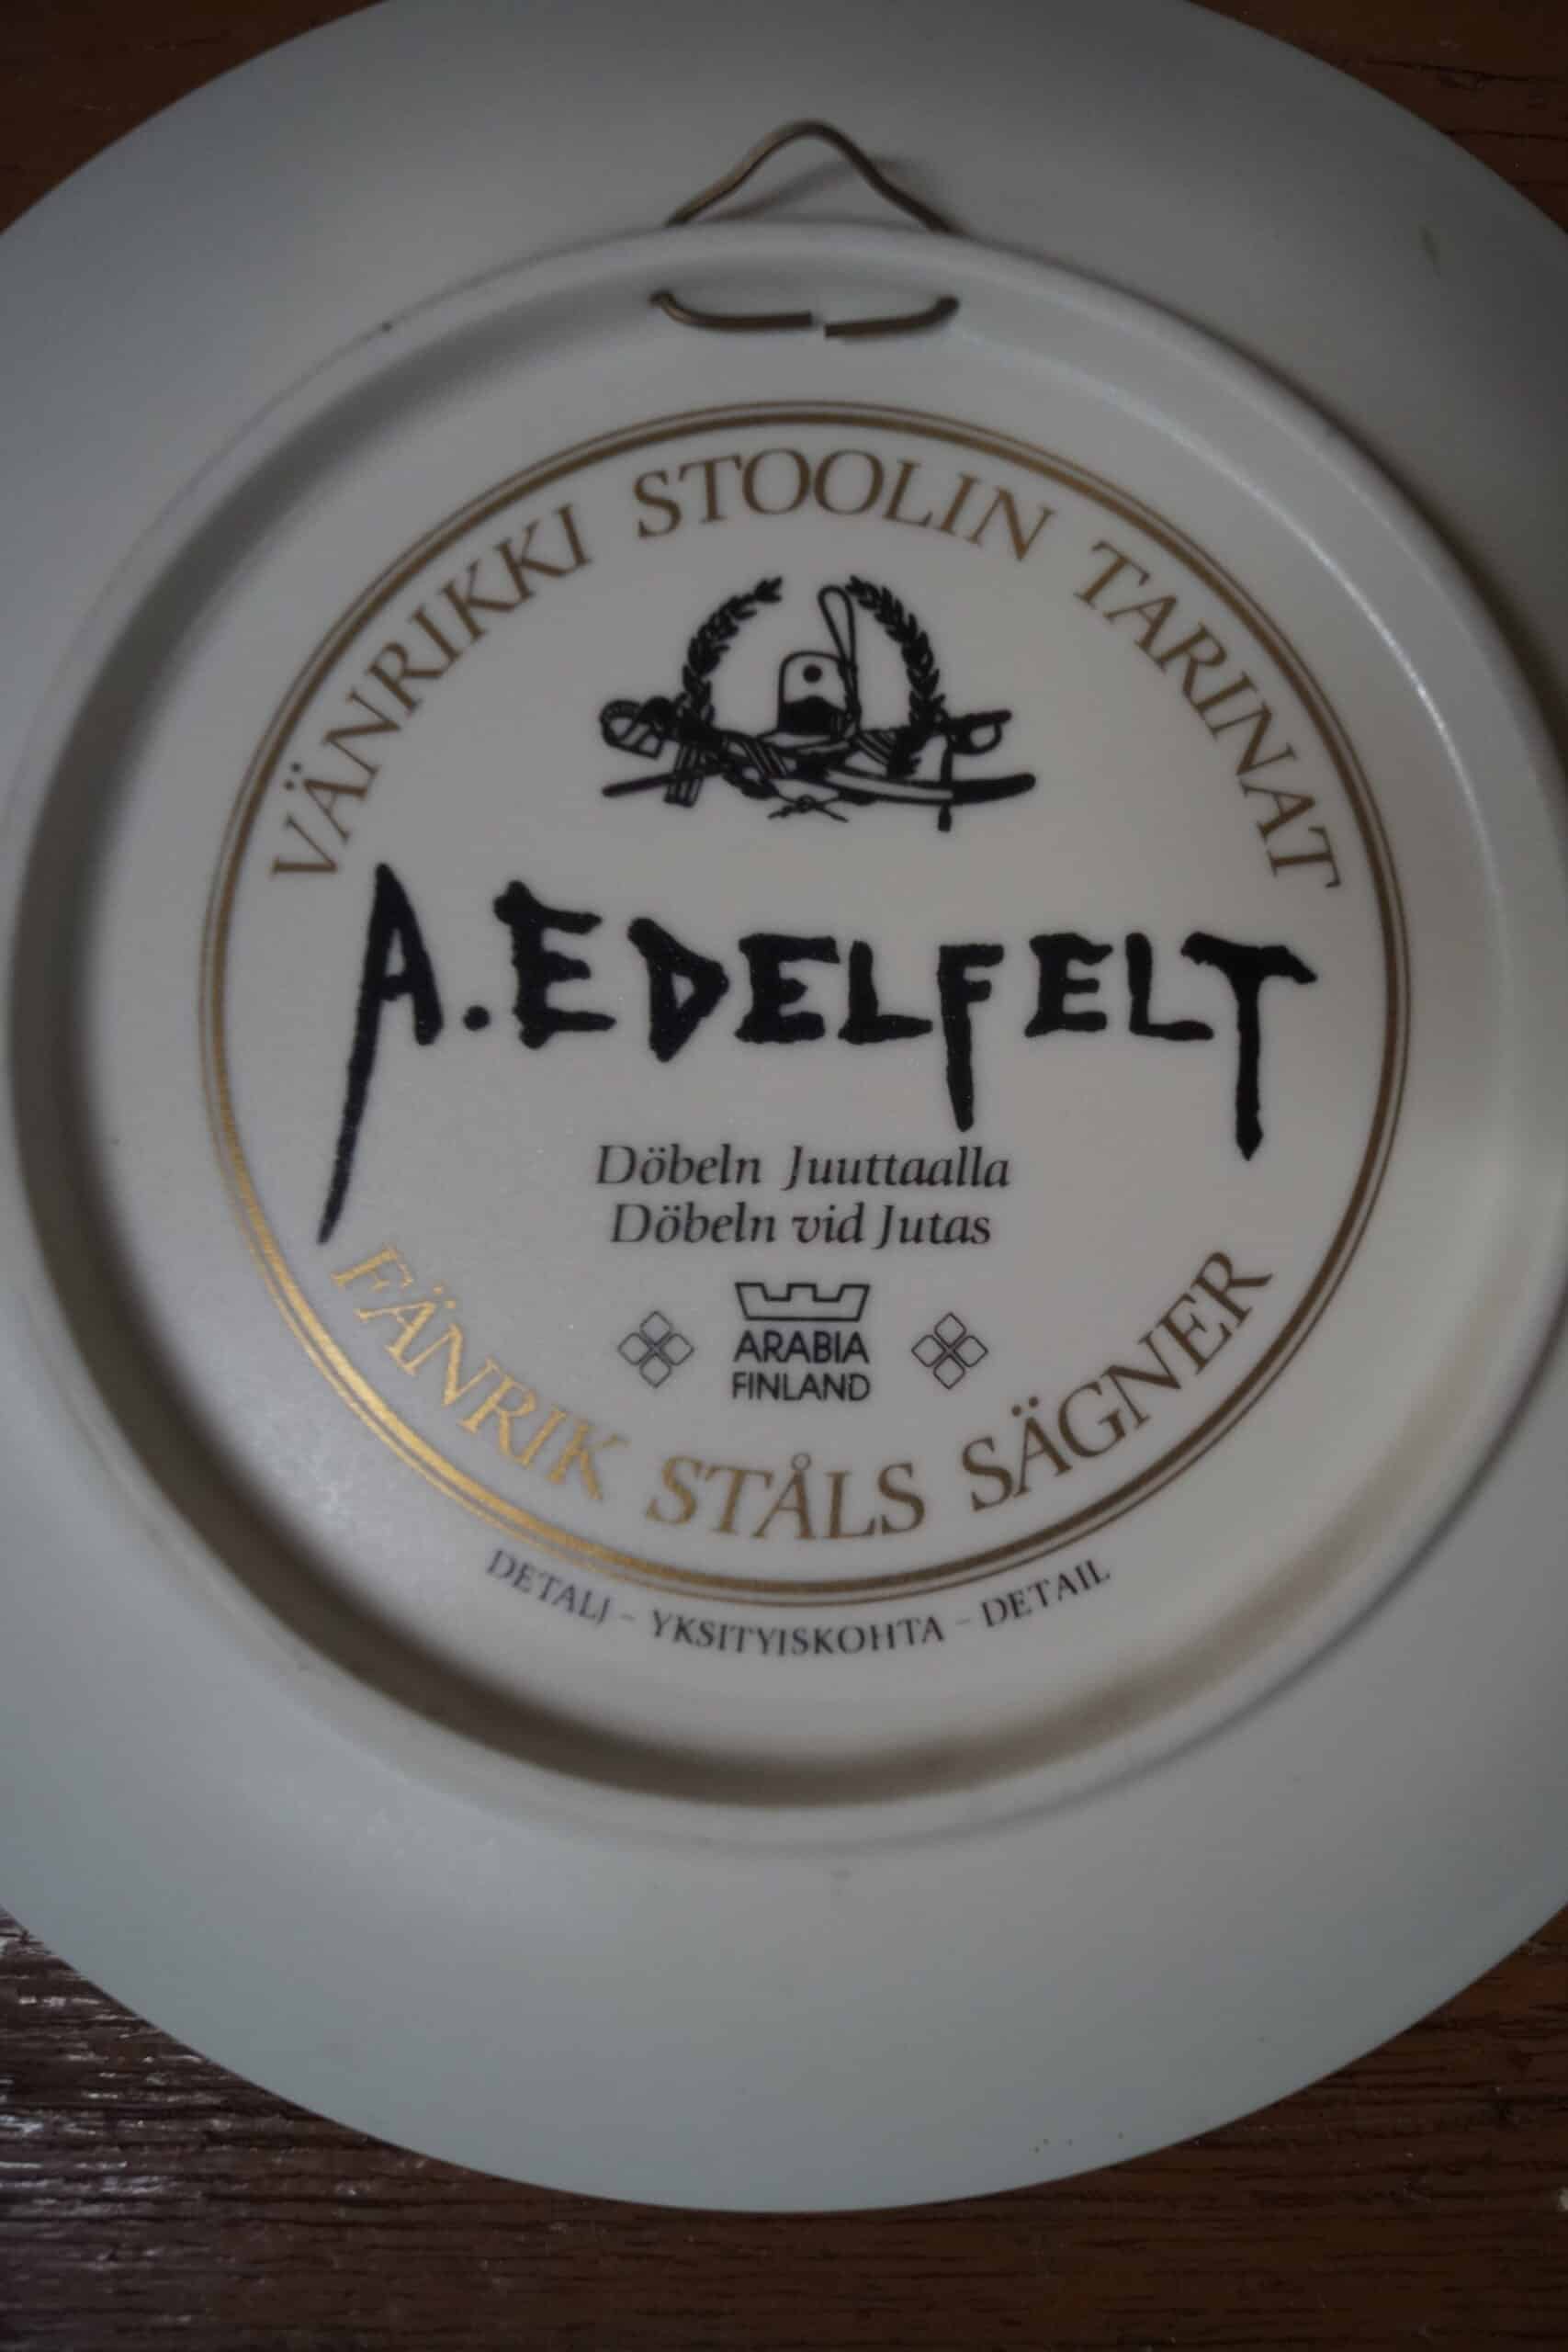 VÄNRIKKI STOOLIN TARINAT
A. EDELFELT
Döbeln Juuttaalla
Döbeln vid Jutas
ARABIA
FINLAND
FÄNRIK STÅLS SÄGNER
DETALJ - YKSITYISKOHTA - DETAIL